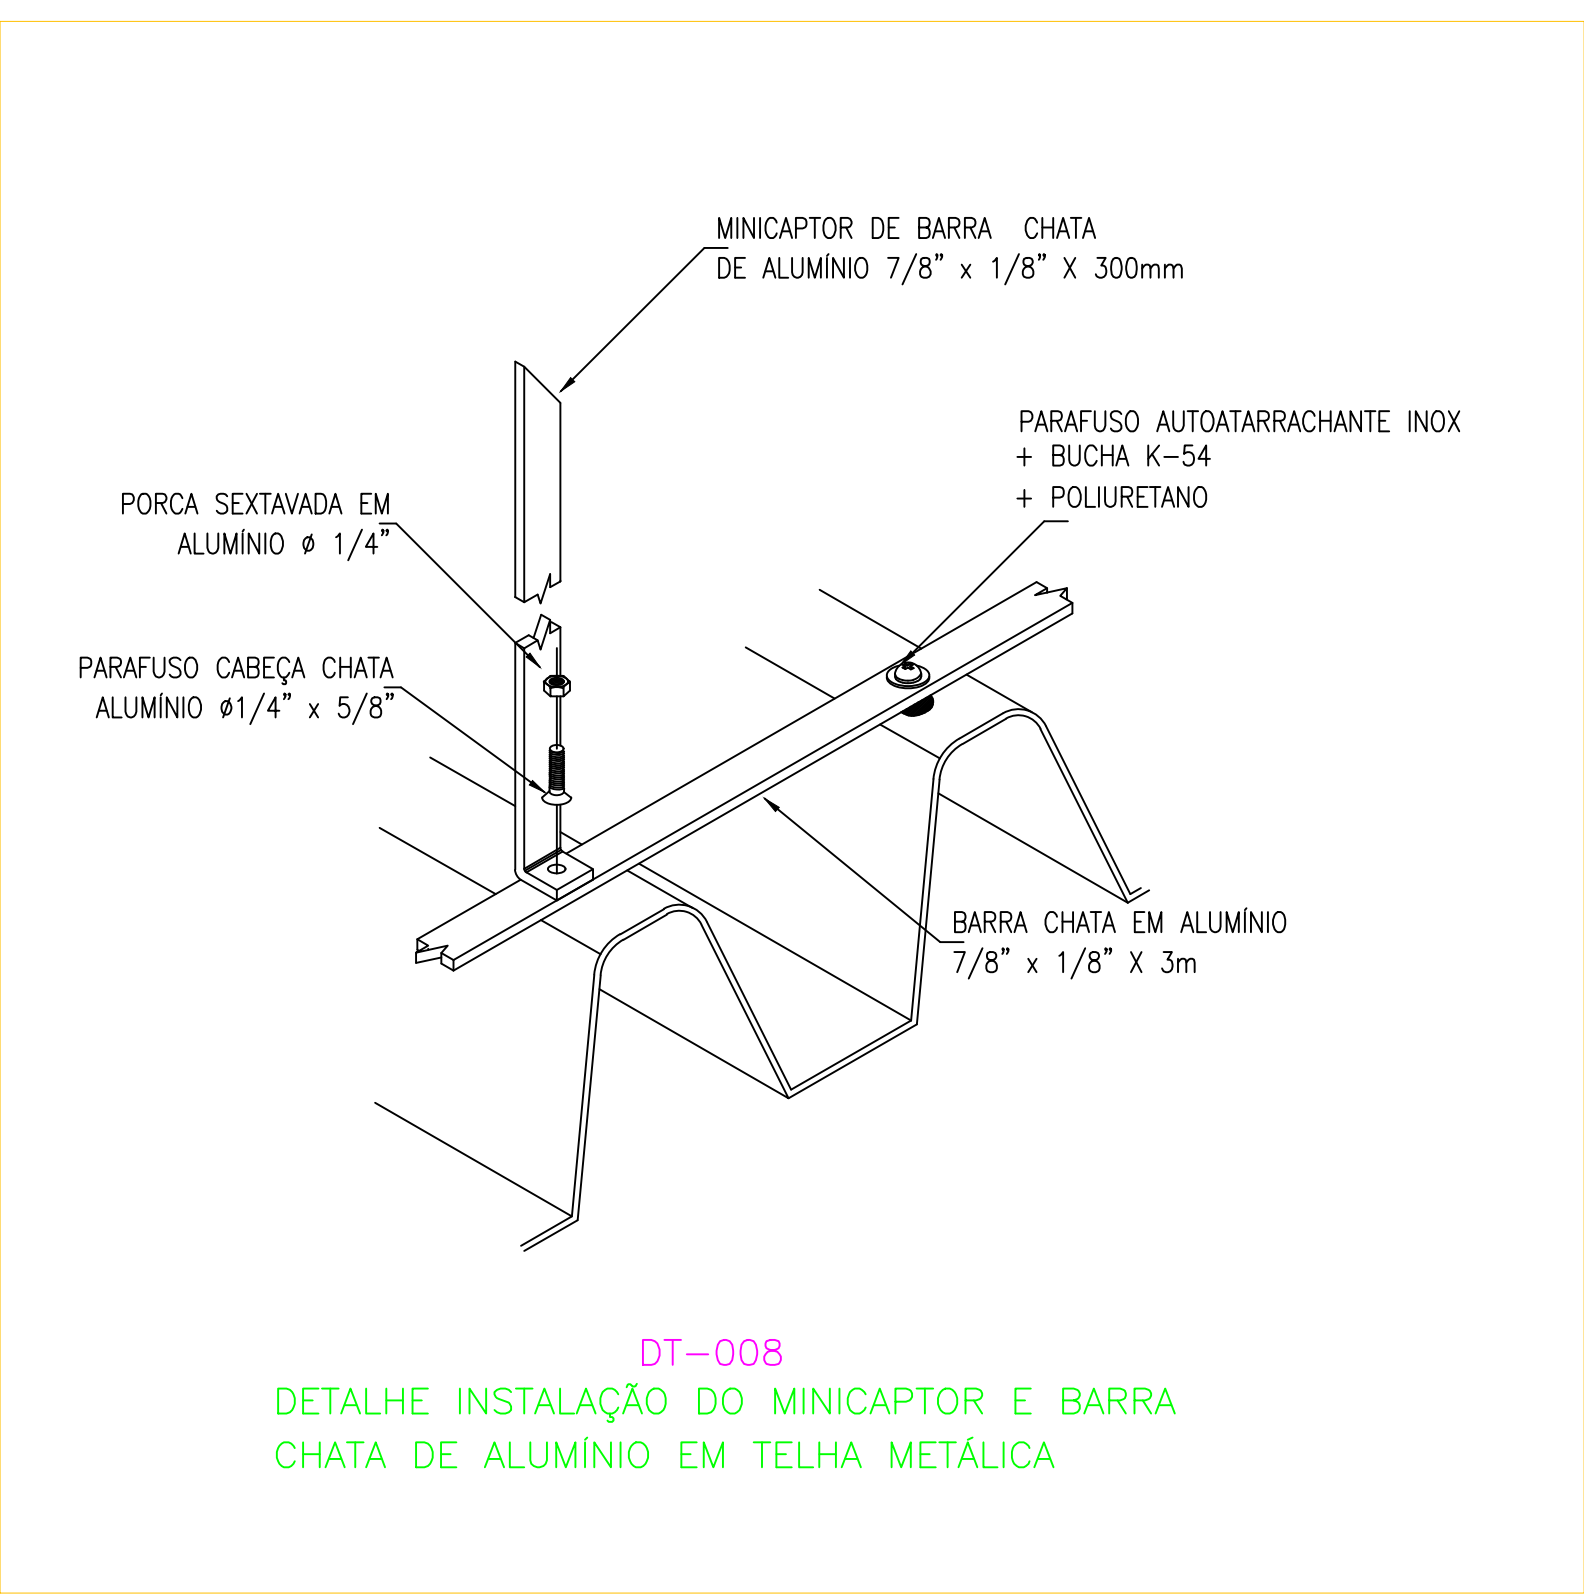 MINICAPTOR DE BARRA CHATA
DE ALUMÍNIO 7/8" x 1/8" X 300mm
PARAFUSO AUTOATARRACHANTE INOX
+ BUCHA K-54
+ POLIURETANO
PORCA SEXTAVADA EM
ALUMÍNIO ø 1/4"
PARAFUSO CABEÇA CHATA
ALUMÍNIO ø1/4" x 5/8"
BARRA CHATA EM ALUMÍNIO
7/8" x 1/8" X 3m
DT-008
DETALHE INSTALAÇÃO DO MINICAPTOR E BARRA
CHATA DE ALUMÍNIO EM TELHA METÁLICA